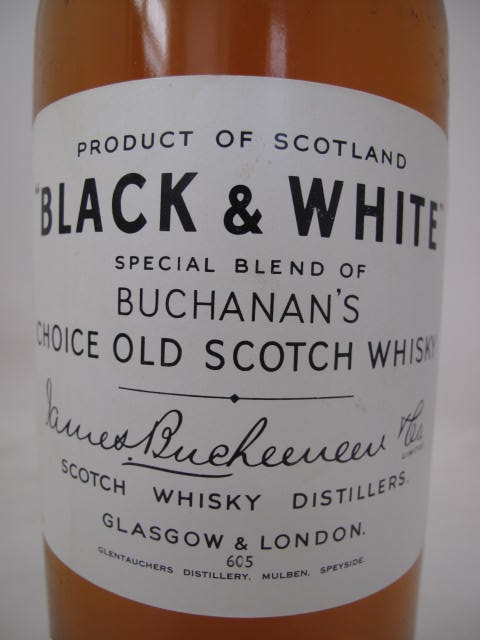 PRODUCT OF SCOTLAND
"BLACK & WHITE"
SPECIAL BLEND OF
BUCHANAN'S
CHOICE OLD SCOTCH WHISKY
James Buchanan & Co.
LIMITED
SCOTCH WHISKY DISTILLERS.
GLASGOW & LONDON.
605
GLENTAUCHERS DISTILLERY, MULBEN, SPEYSIDE.